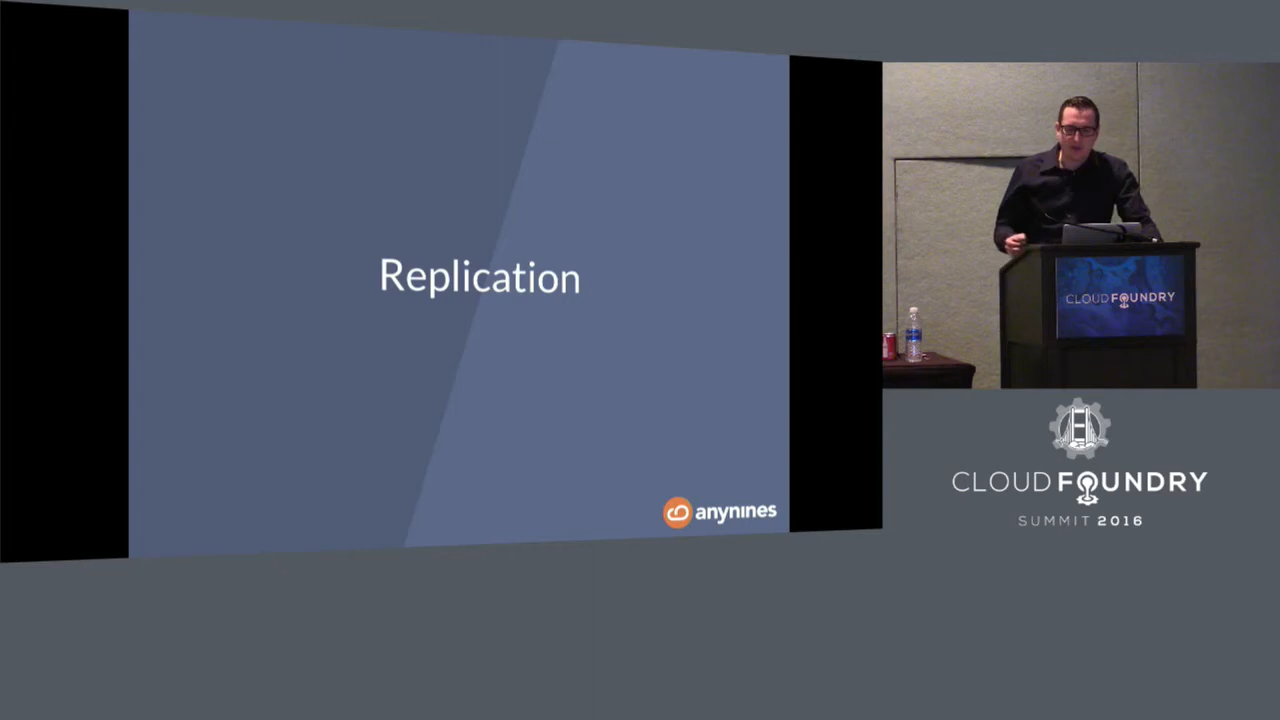 Replication
anynines
CLOUD FOUNDRY
CLOUD FOUNDRY
SUMMIT 2016